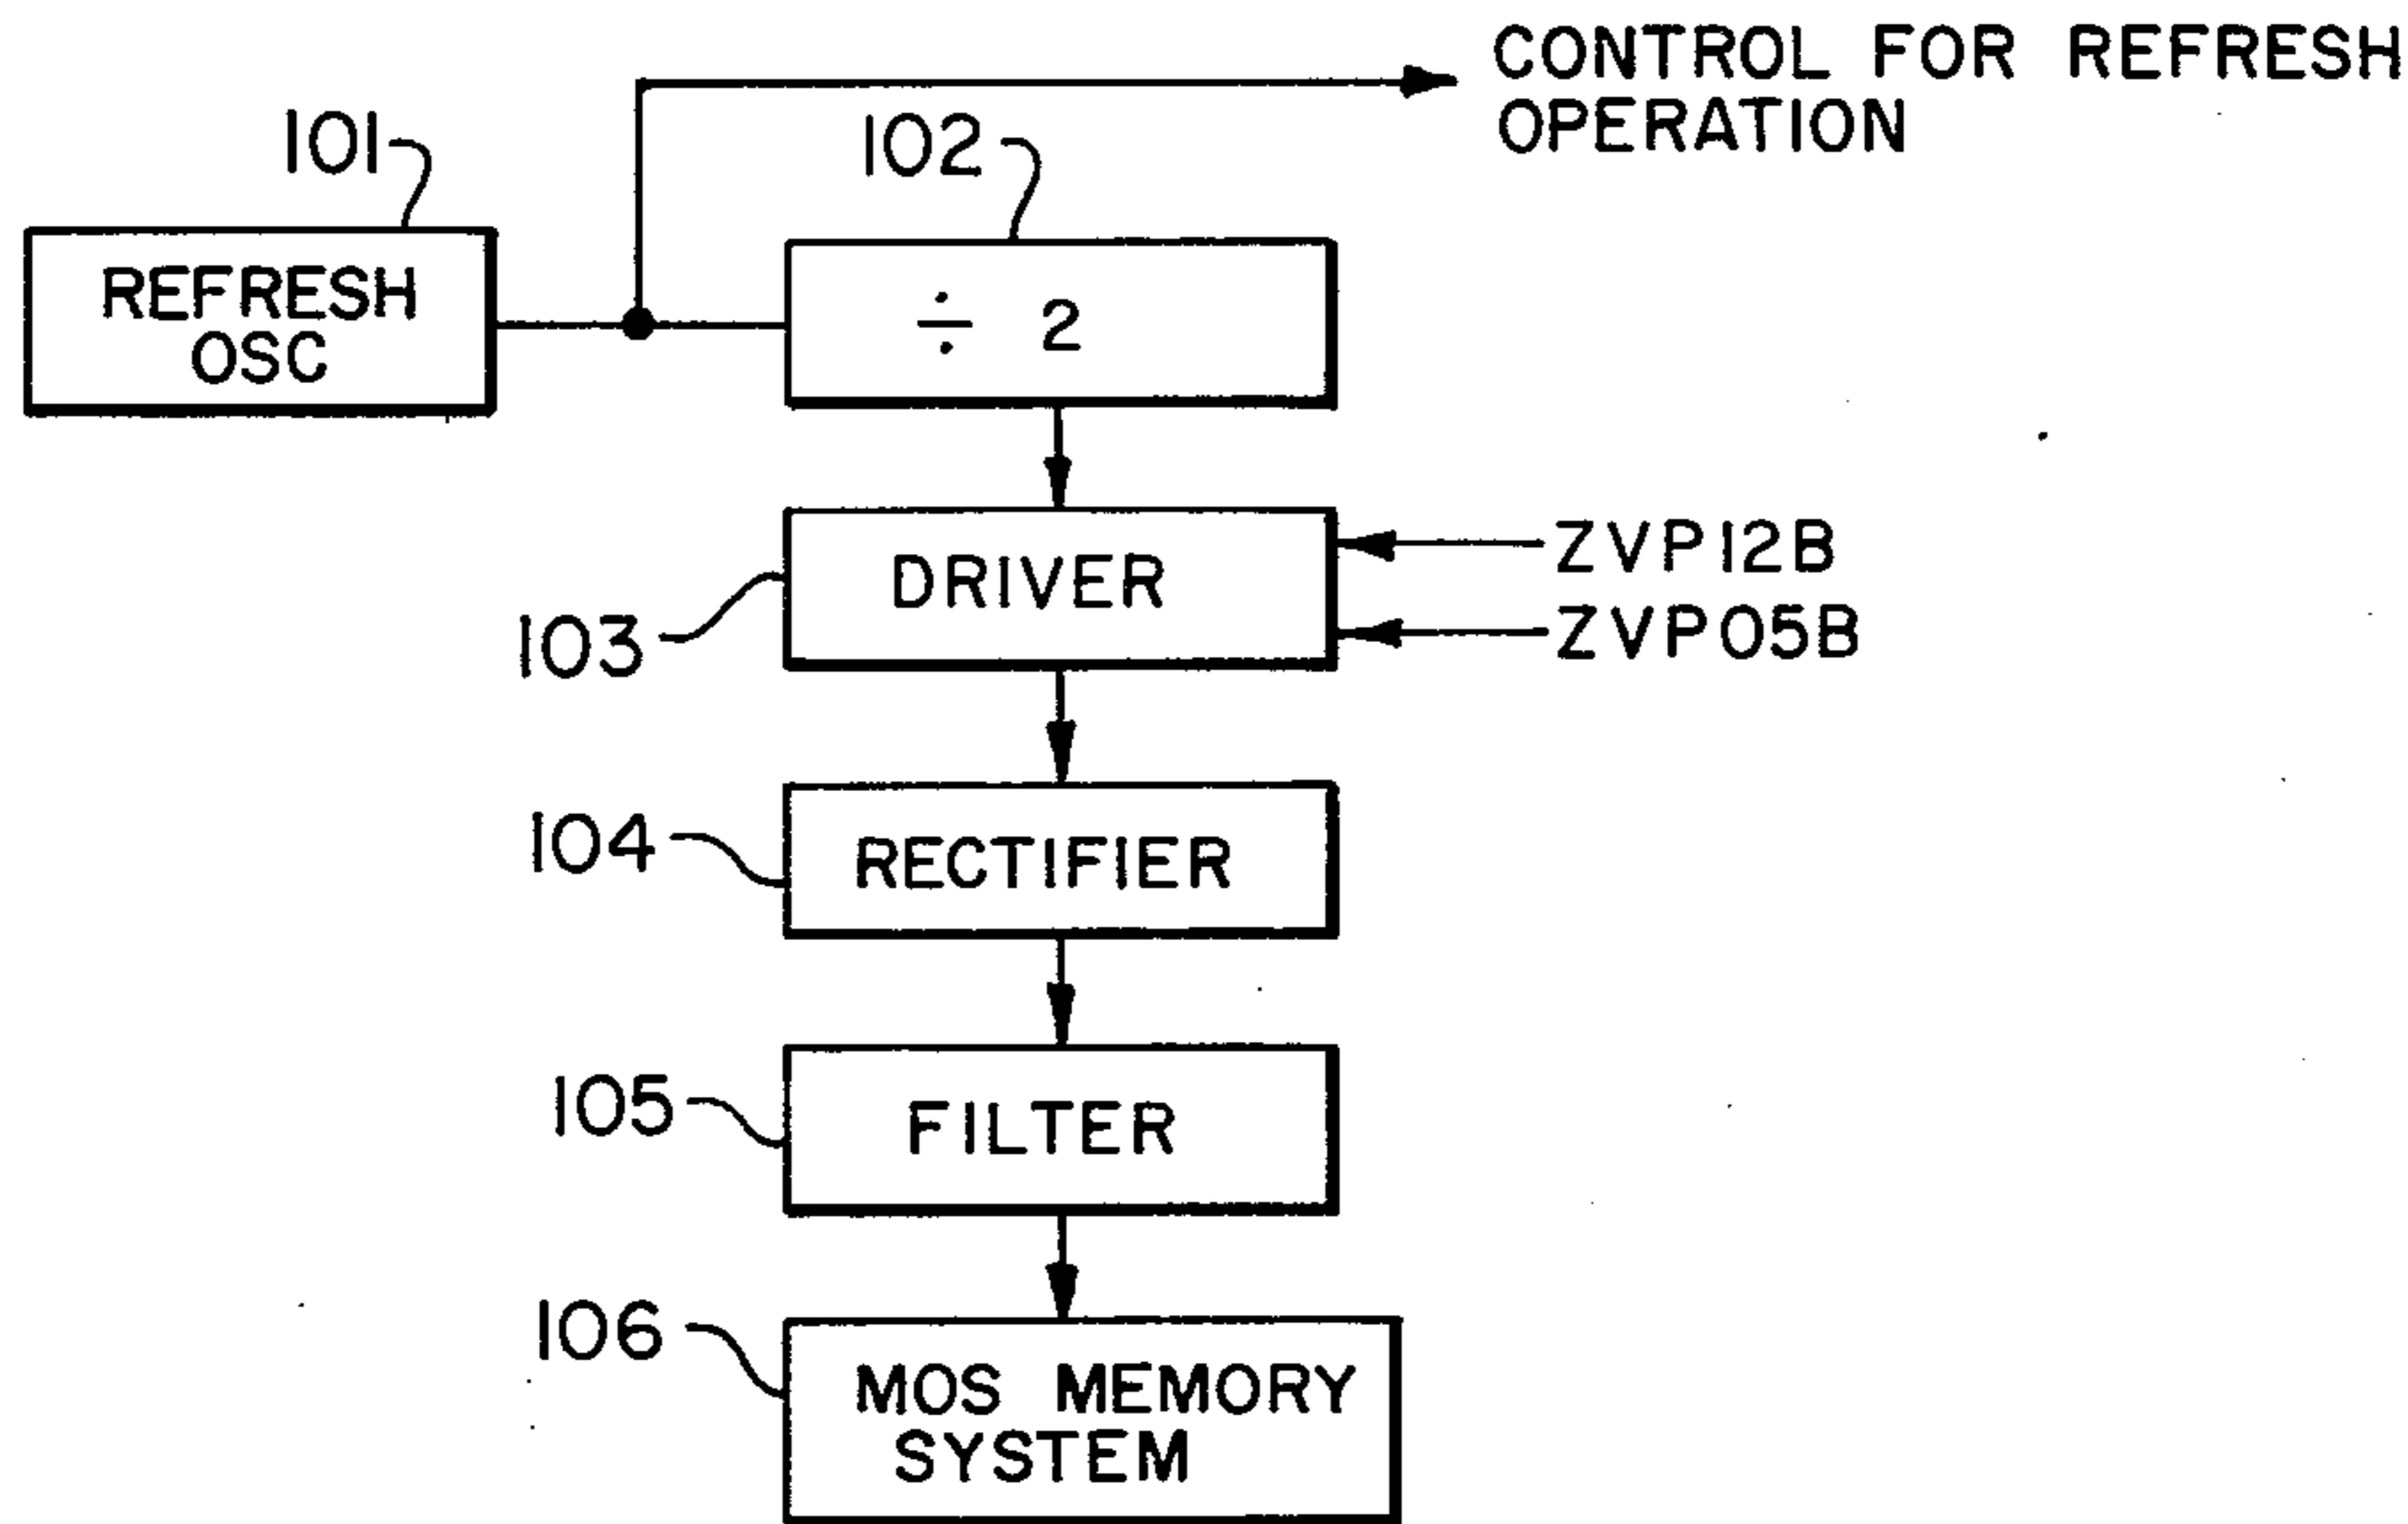 CONTROL FOR REFRESH
OPERATION
101
102
REFRESH
OSC
÷ 2
DRIVER
ZVP12B
ZVP05B
103
RECTIFIER
104
FILTER
105
106
MOS MEMORY
SYSTEM